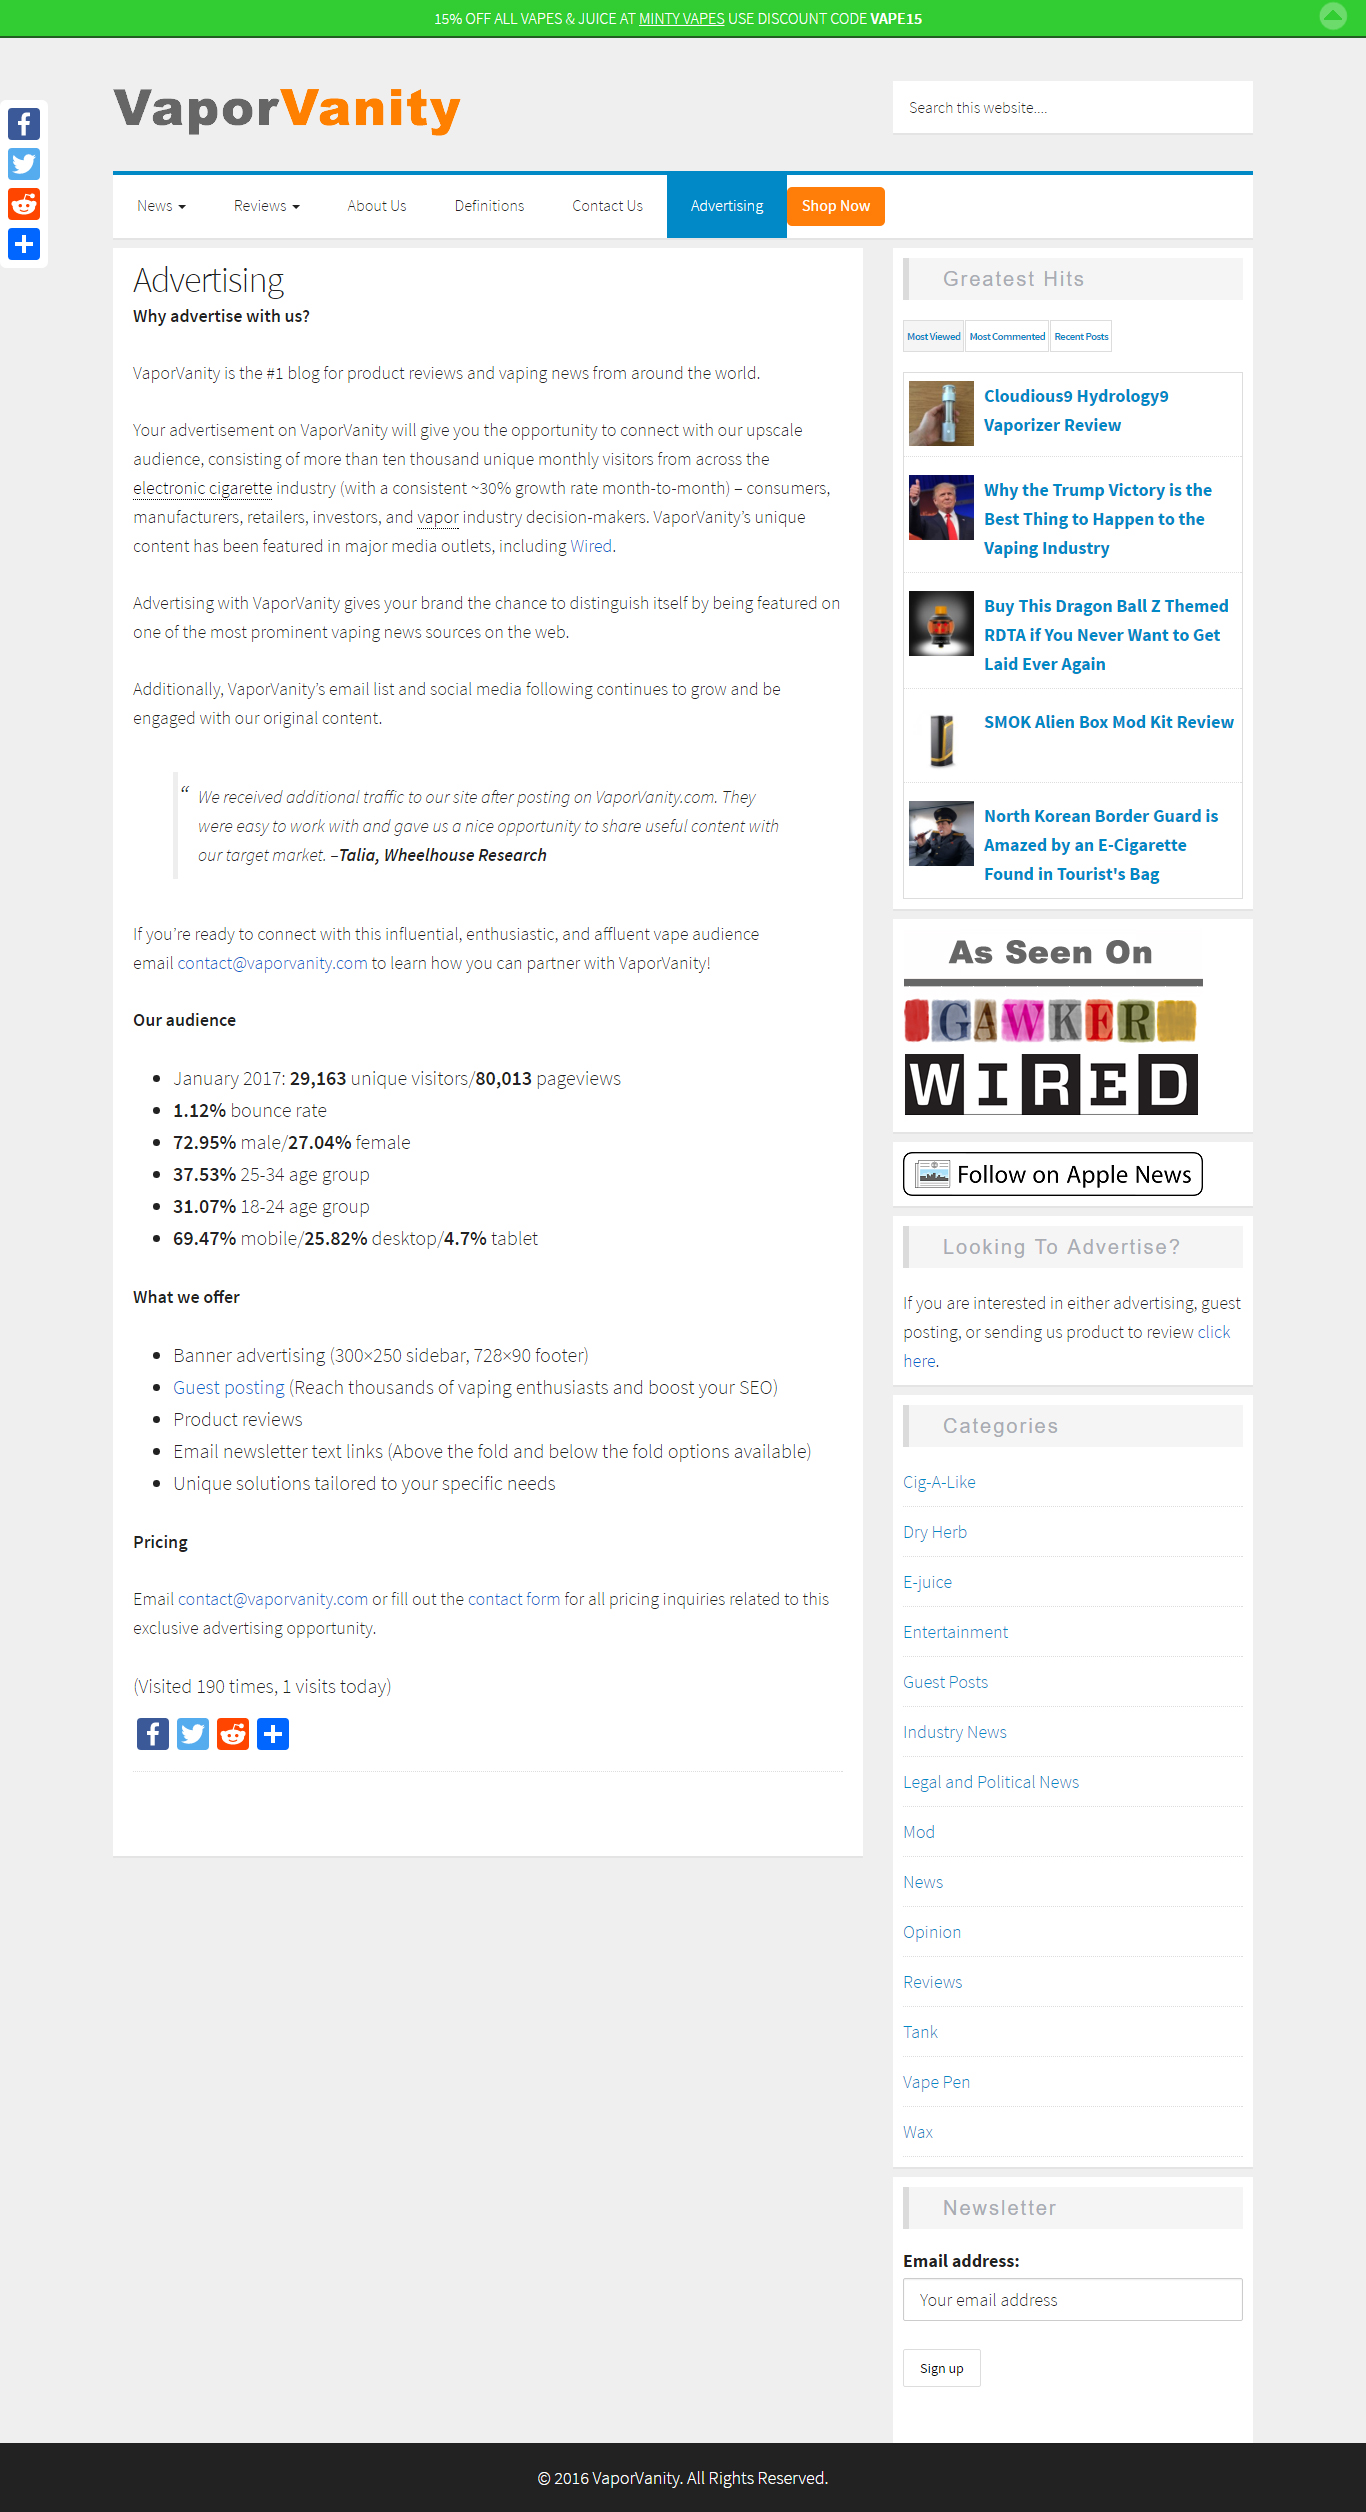 15% OFF ALL VAPES & JUICE AT MINTY VAPES USE DISCOUNT CODE VAPE15
VaporVanity
Search this website....
News
Reviews
About Us
Definitions
Contact Us
Advertising
Shop Now
Advertising
Why advertise with us?
VaporVanity is the #1 blog for product reviews and vaping news from around the world.
Your advertisement on VaporVanity will give you the opportunity to connect with our upscale
audience, consisting of more than ten thousand unique monthly visitors from across the
electronic cigarette industry (with a consistent ~30% growth rate month-to-month) – consumers,
manufacturers, retailers, investors, and vapor industry decision-makers. VaporVanity’s unique
content has been featured in major media outlets, including Wired.
Advertising with VaporVanity gives your brand the chance to distinguish itself by being featured on
one of the most prominent vaping news sources on the web.
Additionally, VaporVanity’s email list and social media following continues to grow and be
engaged with our original content.
“ We received additional traffic to our site after posting on VaporVanity.com. They
were easy to work with and gave us a nice opportunity to share useful content with
our target market. –Talia, Wheelhouse Research
If you’re ready to connect with this influential, enthusiastic, and affluent vape audience
email contact@vaporvanity.com to learn how you can partner with VaporVanity!
Our audience
• January 2017: 29,163 unique visitors/80,013 pageviews
• 1.12% bounce rate
• 72.95% male/27.04% female
• 37.53% 25-34 age group
• 31.07% 18-24 age group
• 69.47% mobile/25.82% desktop/4.7% tablet
What we offer
• Banner advertising (300×250 sidebar, 728×90 footer)
• Guest posting (Reach thousands of vaping enthusiasts and boost your SEO)
• Product reviews
• Email newsletter text links (Above the fold and below the fold options available)
• Unique solutions tailored to your specific needs
Pricing
Email contact@vaporvanity.com or fill out the contact form for all pricing inquiries related to this
exclusive advertising opportunity.
(Visited 190 times, 1 visits today)
Greatest Hits
Most Viewed
Most Commented
Recent Posts
Cloudious9 Hydrology9
Vaporizer Review
Why the Trump Victory is the
Best Thing to Happen to the
Vaping Industry
Buy This Dragon Ball Z Themed
RDTA if You Never Want to Get
Laid Ever Again
SMOK Alien Box Mod Kit Review
North Korean Border Guard is
Amazed by an E-Cigarette
Found in Tourist's Bag
As Seen On
GAWKER
WIRED
Follow on Apple News
Looking To Advertise?
If you are interested in either advertising, guest
posting, or sending us product to review click
here.
Categories
Cig-A-Like
Dry Herb
E-juice
Entertainment
Guest Posts
Industry News
Legal and Political News
Mod
News
Opinion
Reviews
Tank
Vape Pen
Wax
Newsletter
Email address:
Your email address
Sign up
© 2016 VaporVanity. All Rights Reserved.